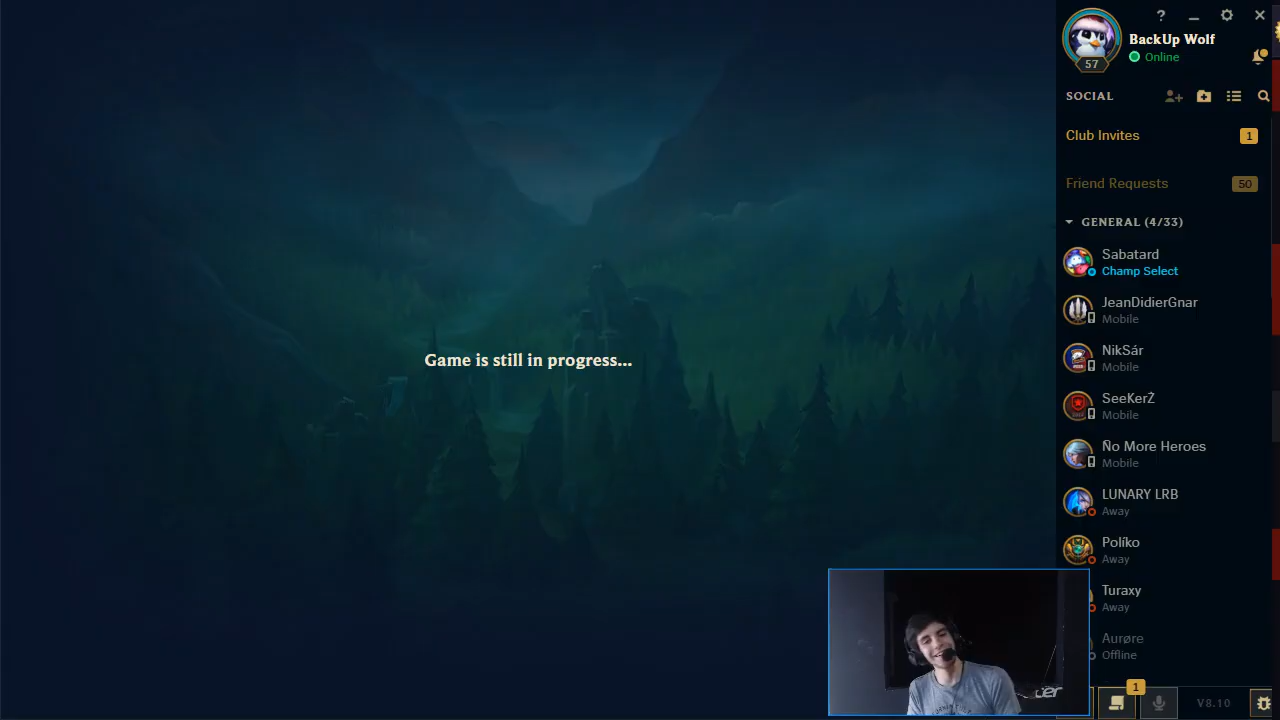 ?
BackUp Wolf
Online
57
SOCIAL
Club Invites
1
Friend Requests
50
GENERAL (4/33)
Sabatard
Champ Select
JeanDidierGnar
Mobile
Game is still in progress...
NikSár
Mobile
SeeKerŻ
Mobile
Ño More Heroes
Mobile
LUNARY LRB
Away
Políko
Away
Turaxy
Away
Aurøre
Offline
1
V8.10